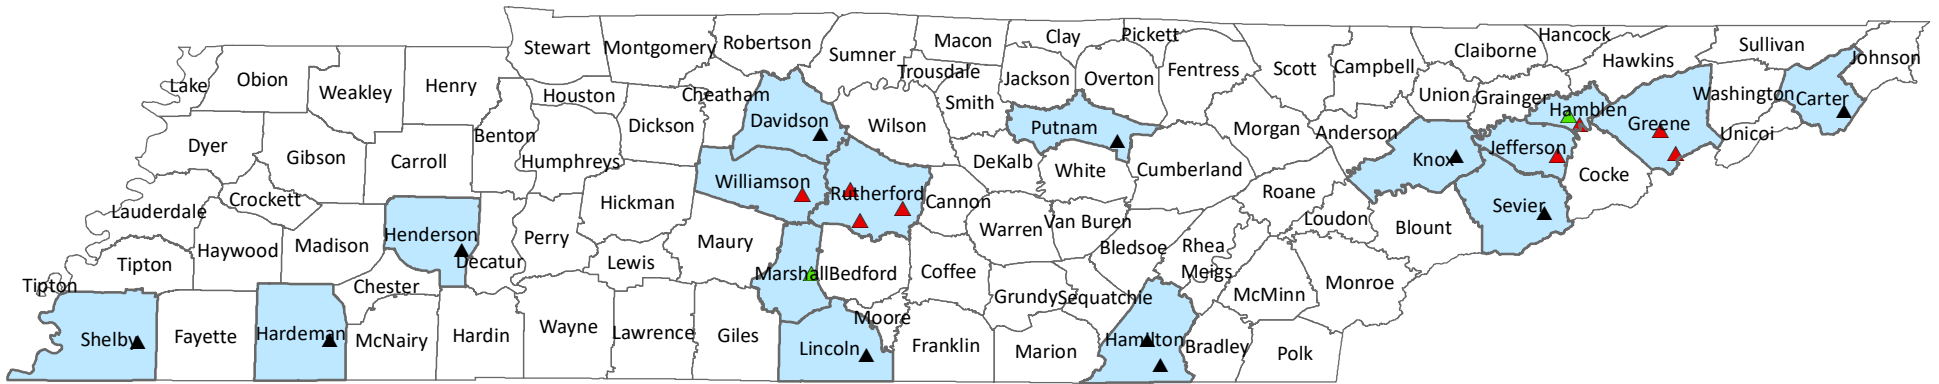 Stewart
Montgomery
Robertson
Sumner
Macon
Clay
Pickett
Hancock
Sullivan
Johnson
Lake
Obion
Weakley
Henry
Houston
Cheatham
Trousdale
Jackson
Overton
Fentress
Scott
Campbell
Claiborne
Hawkins
Smith
Union
Grainger
Washington
Carter
Dyer
Gibson
Carroll
Benton
Humphreys
Dickson
Davidson
Wilson
Putnam
Morgan
Anderson
Hamblen
Greene
Unicoi
Jefferson
Knox
DeKalb
White
Cumberland
Roane
Cocke
Sevier
Lauderdale
Crockett
Williamson
Rutherford
Cannon
Hickman
Warren
Van Buren
Loudon
Blount
Haywood
Madison
Henderson
Decatur
Perry
Maury
Bledsoe
Rhea
Tipton
Tipton
Chester
Lewis
Marshall
Bedford
Coffee
Grundy
Sequatchie
Meigs
McMinn
Monroe
Shelby
Fayette
Hardeman
McNairy
Hardin
Wayne
Lawrence
Giles
Lincoln
Moore
Franklin
Marion
Hamilton
Bradley
Polk